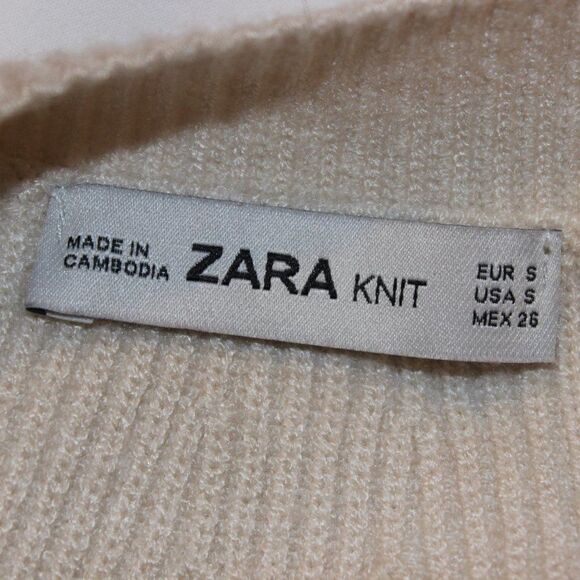 MADE IN
CAMBODIA
ZARA KNIT
EUR S
USA S
MEX 26